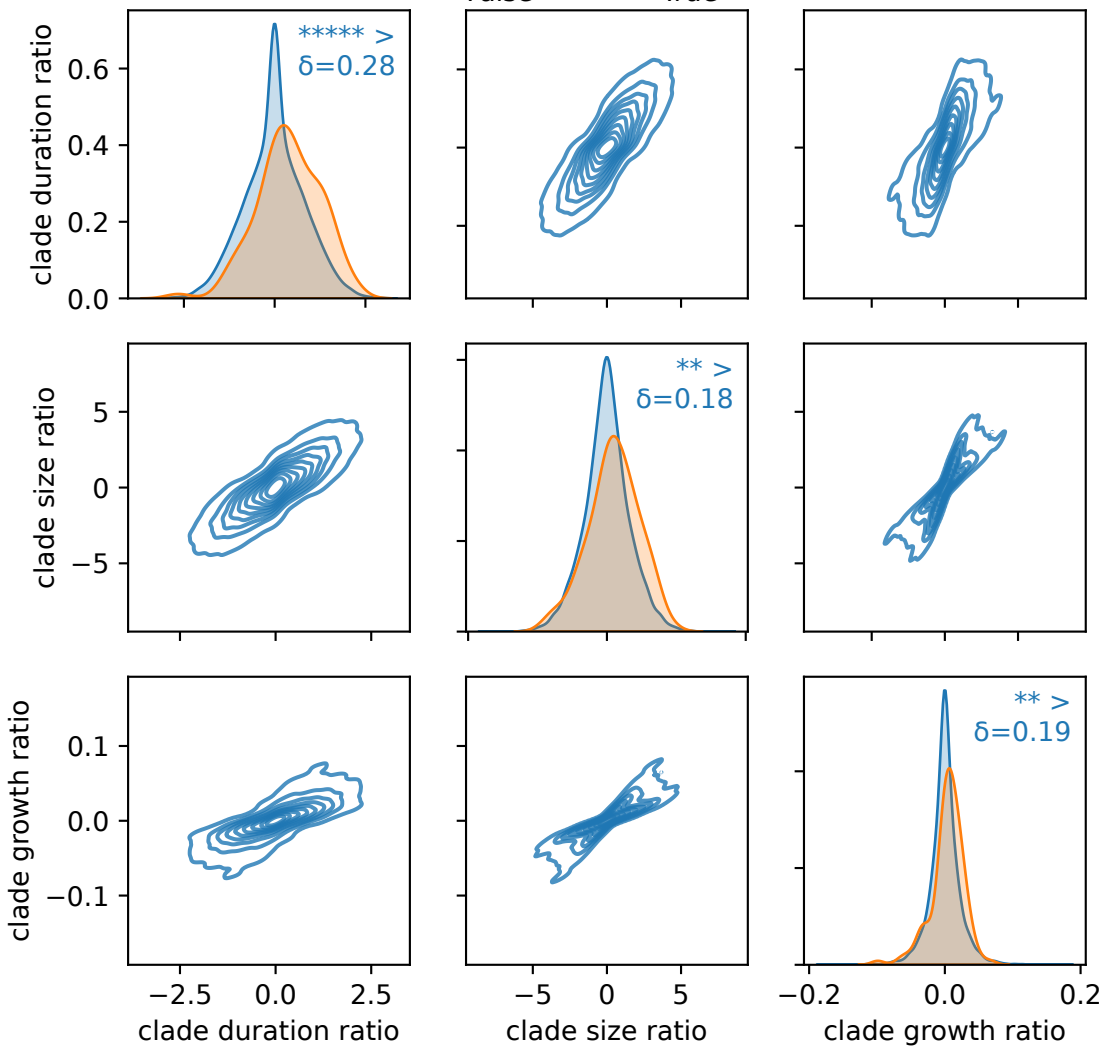 ***** >
δ=0.28
0.6
0.4
0.2
0.0
clade duration ratio
** >
δ=0.18
5
0
−5
clade size ratio
** >
δ=0.19
0.1
0.0
−0.1
clade growth ratio
−2.5 0.0 2.5
−5 0 5
−0.2 0.0 0.2
clade duration ratio
clade size ratio
clade growth ratio